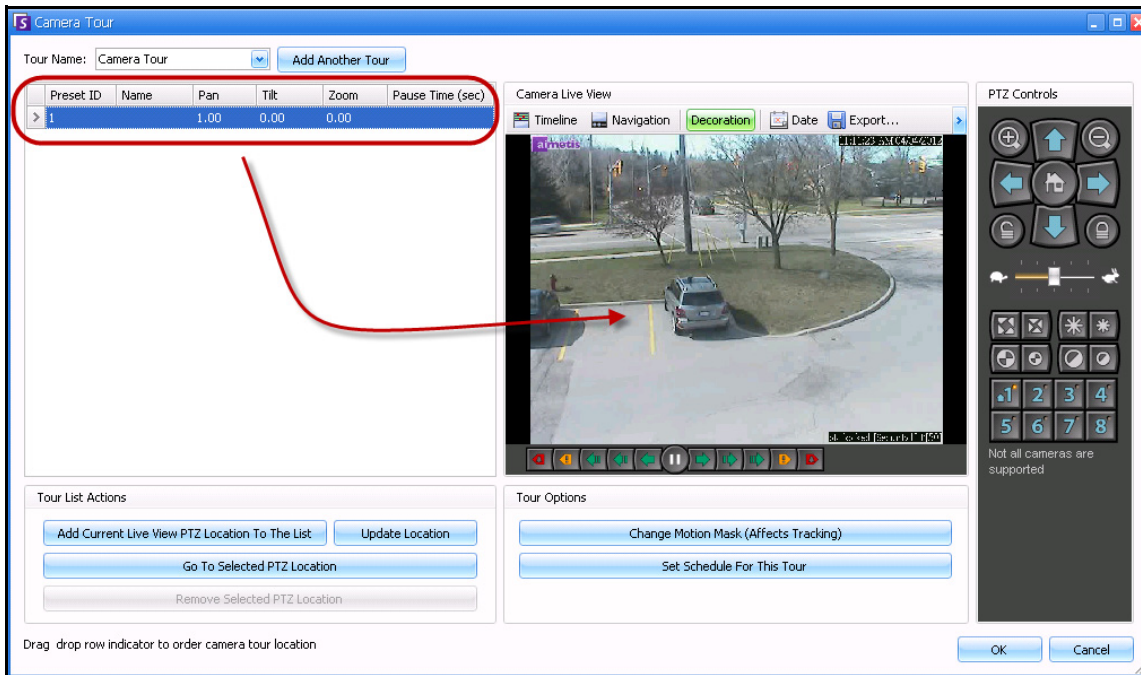 Camera Tour
Tour Name: Camera Tour Add Another Tour
Preset ID Name Pan Tilt Zoom Pause Time (sec)
1 1.00 0.00 0.00
Camera Live View
Timeline Navigation Decoration Date Export...
aimetis
PTZ Controls
1 2 3 4
5 6 7 8
Not all cameras are
supported
Tour List Actions
Add Current Live View PTZ Location To The List Update Location
Go To Selected PTZ Location
Remove Selected PTZ Location
Tour Options
Change Motion Mask (Affects Tracking)
Set Schedule For This Tour
Drag drop row indicator to order camera tour location
OK Cancel